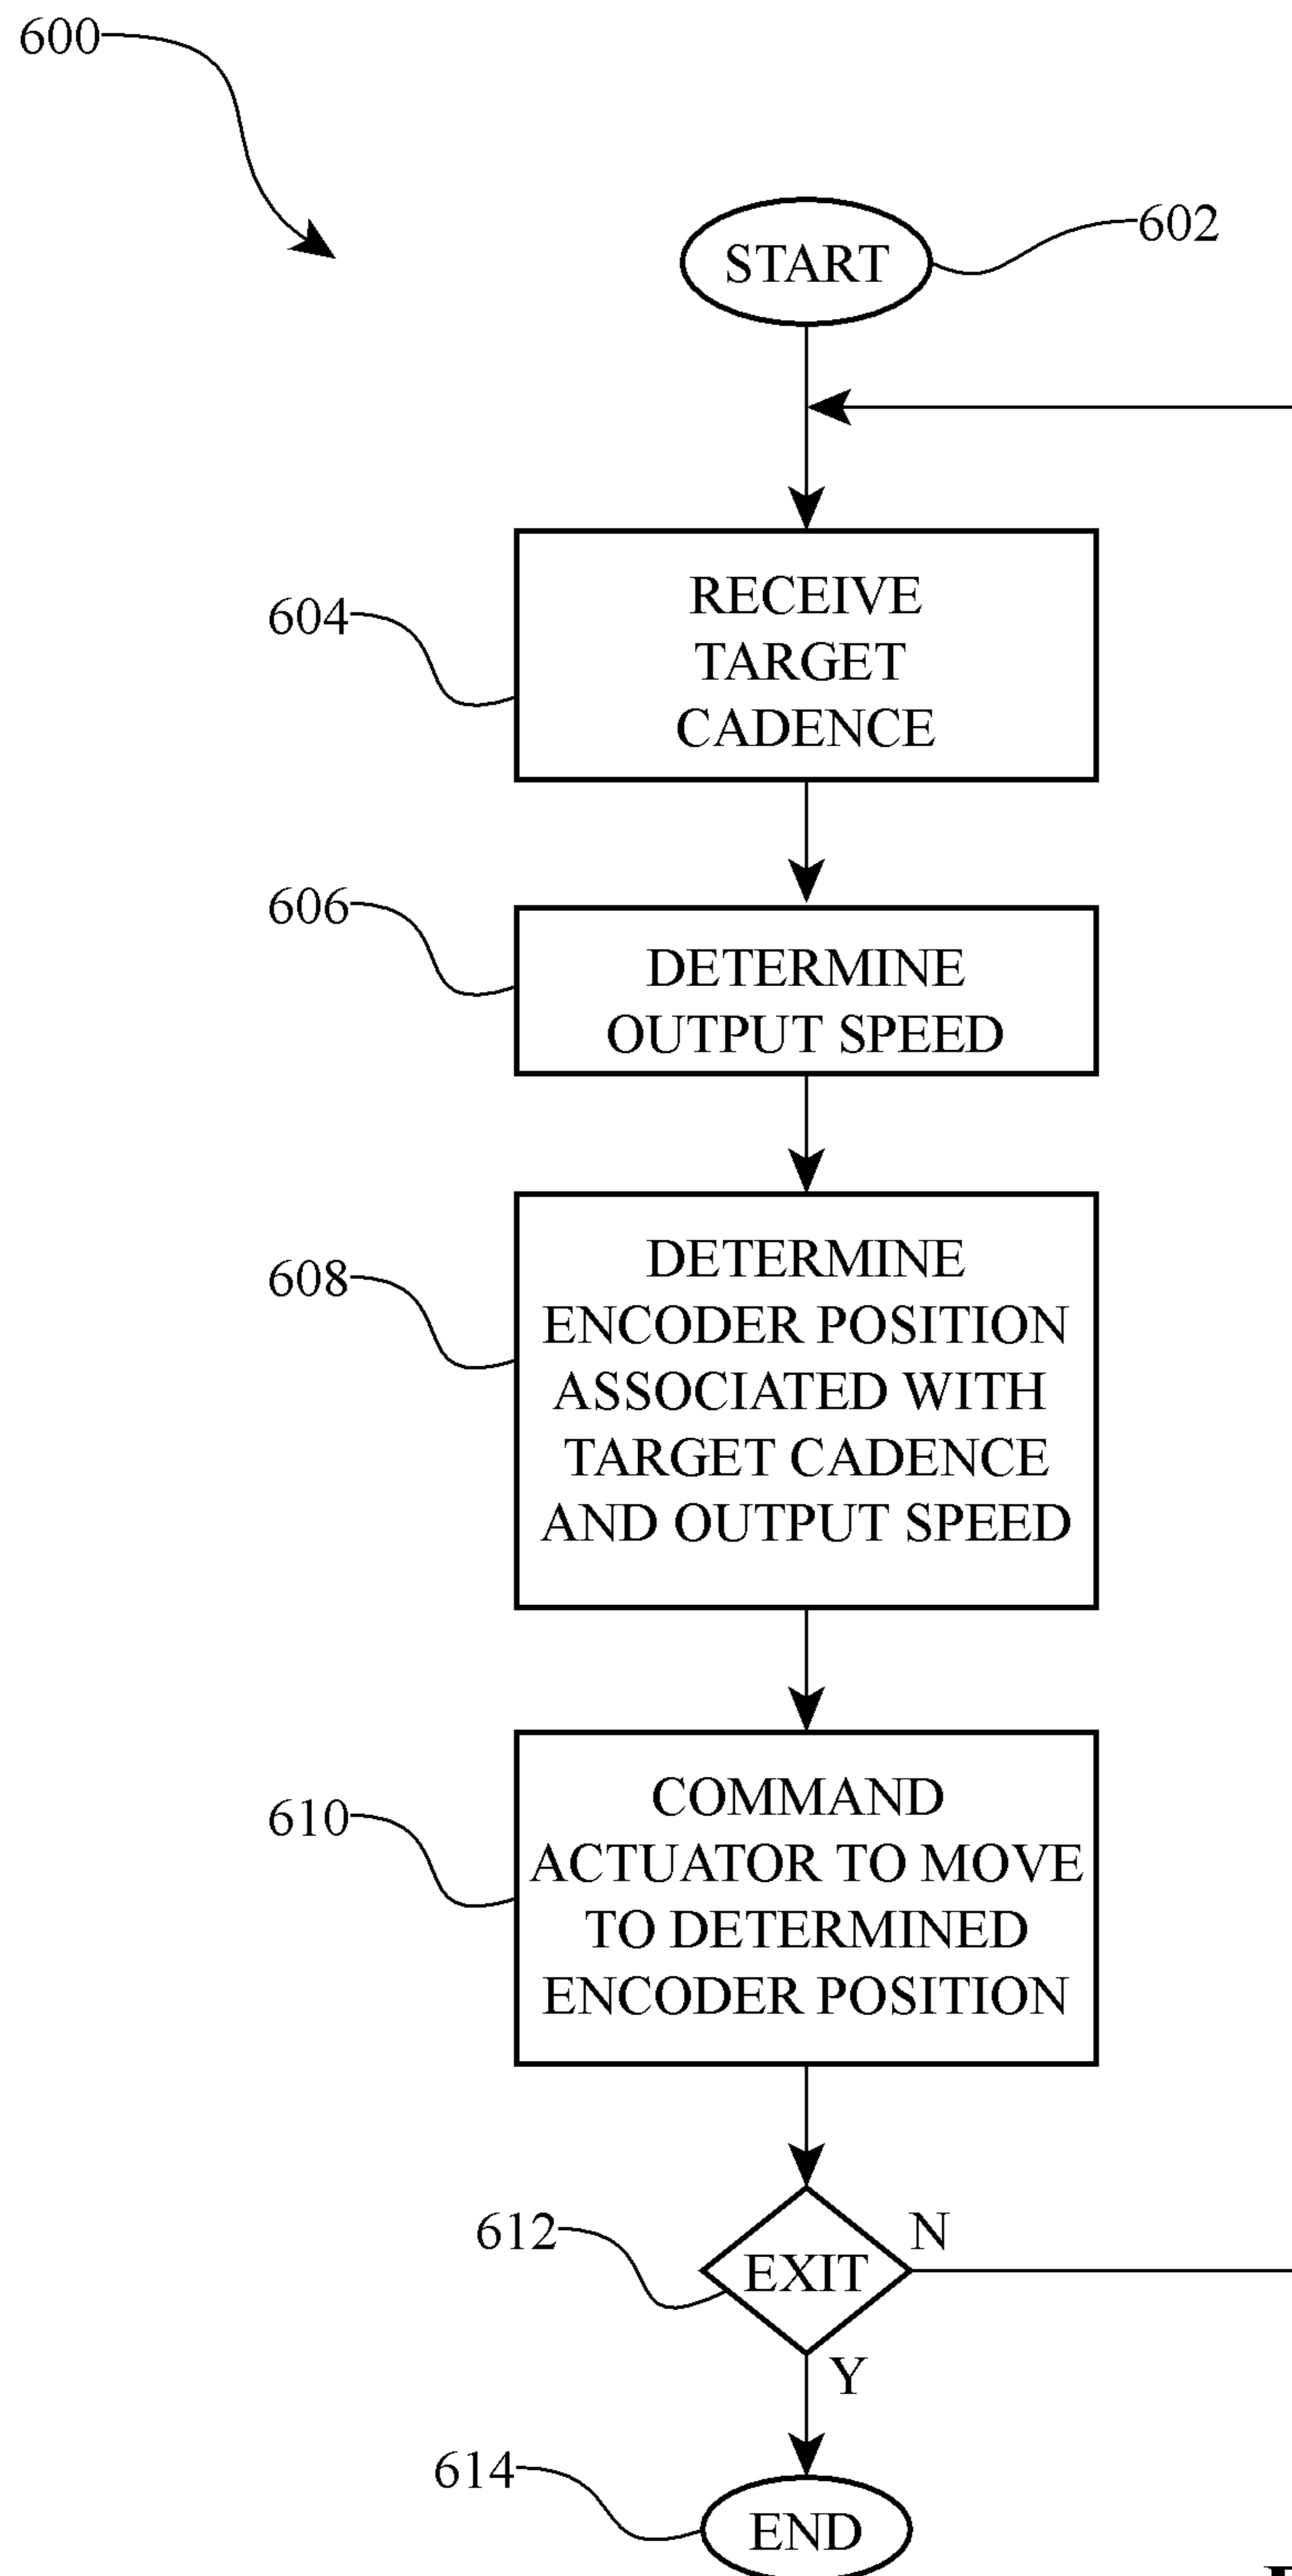 600
START
602
604
RECEIVE
TARGET
CADENCE
606
DETERMINE
OUTPUT SPEED
608
DETERMINE
ENCODER POSITION
ASSOCIATED WITH
TARGET CADENCE
AND OUTPUT SPEED
610
COMMAND
ACTUATOR TO MOVE
TO DETERMINED
ENCODER POSITION
612
EXIT
N
Y
614
END